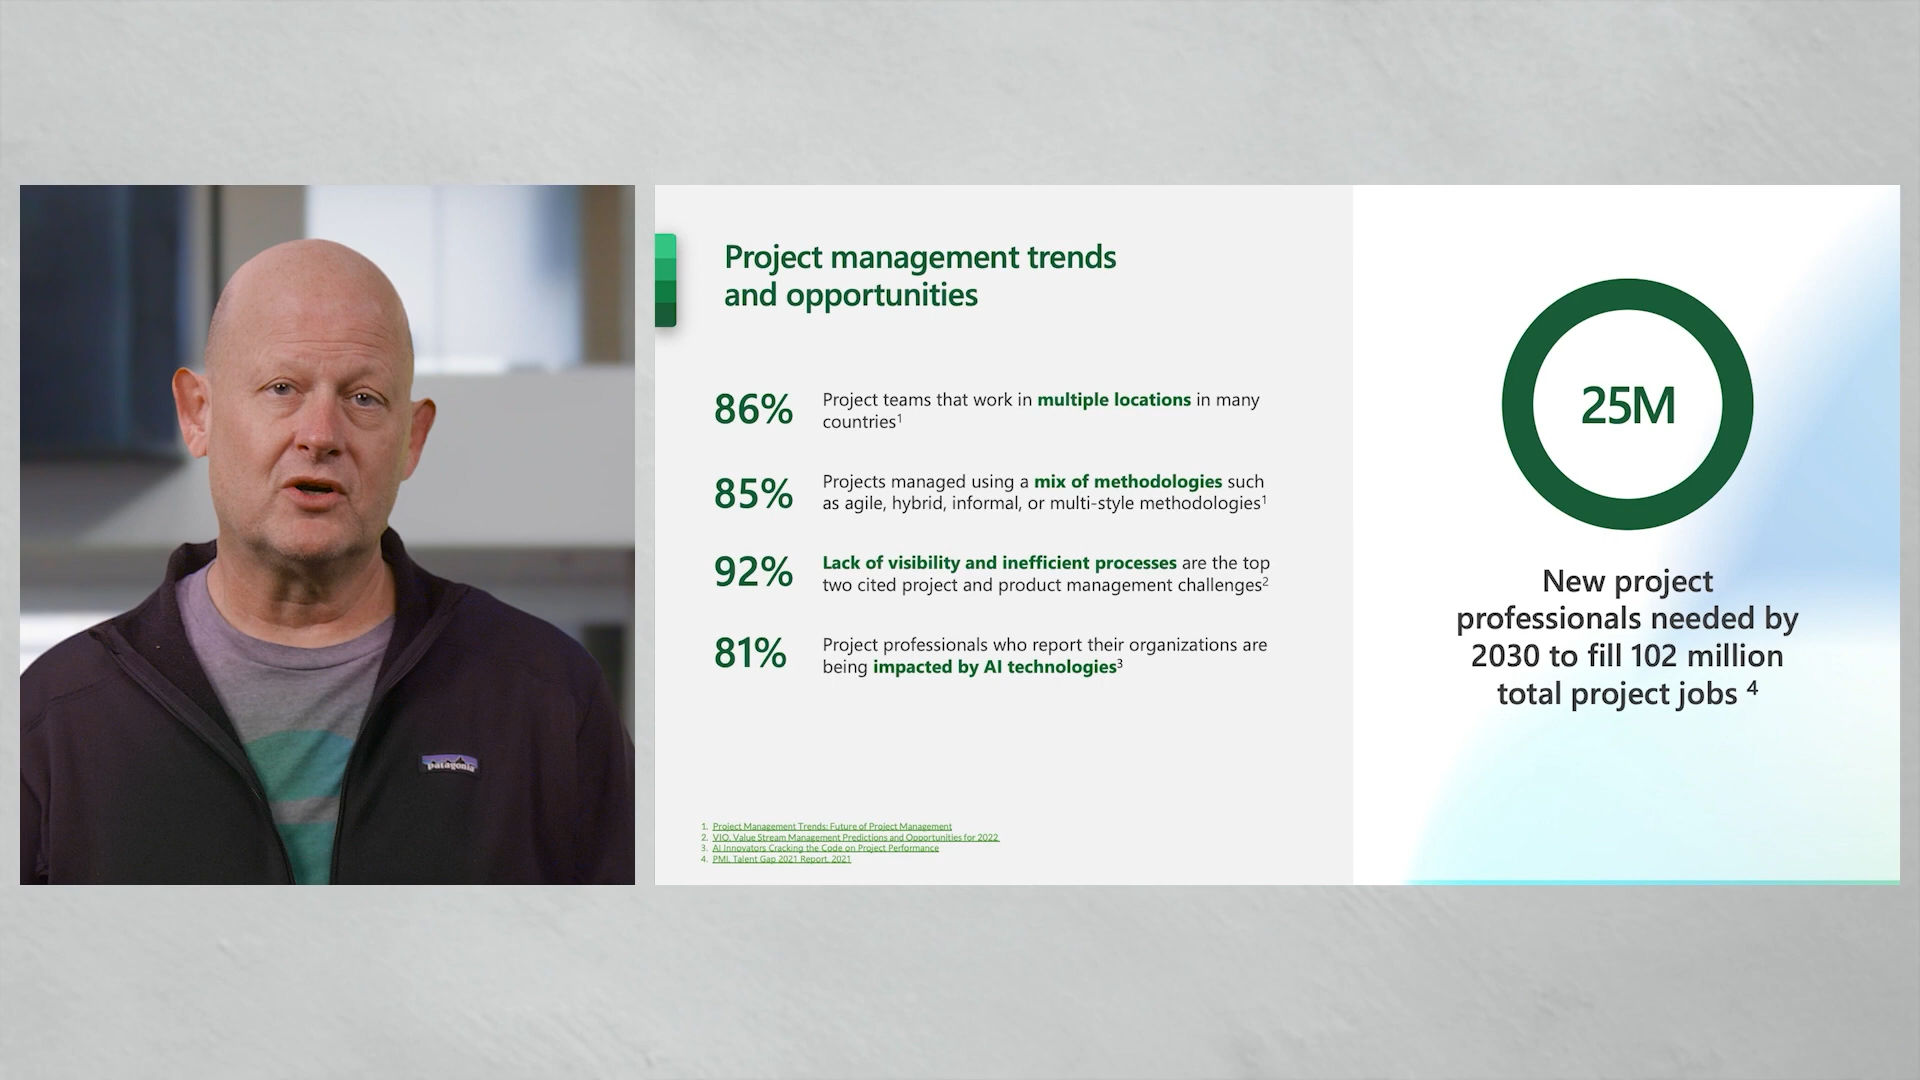 Project management trends
and opportunities
86%
Project teams that work in multiple locations in many
countries¹
85%
Projects managed using a mix of methodologies such
as agile, hybrid, informal, or multi-style methodologies¹
92%
Lack of visibility and inefficient processes are the top
two cited project and product management challenges²
81%
Project professionals who report their organizations are
being impacted by AI technologies³
1. Project Management Trends: Future of Project Management
2. VIO, Value Stream Management Predictions and Opportunities for 2022
3. AI Innovators Cracking the Code on Project Performance
4. PMI, Talent Gap 2021 Report, 2021
25M
New project
professionals needed by
2030 to fill 102 million
total project jobs ⁴
patagonia